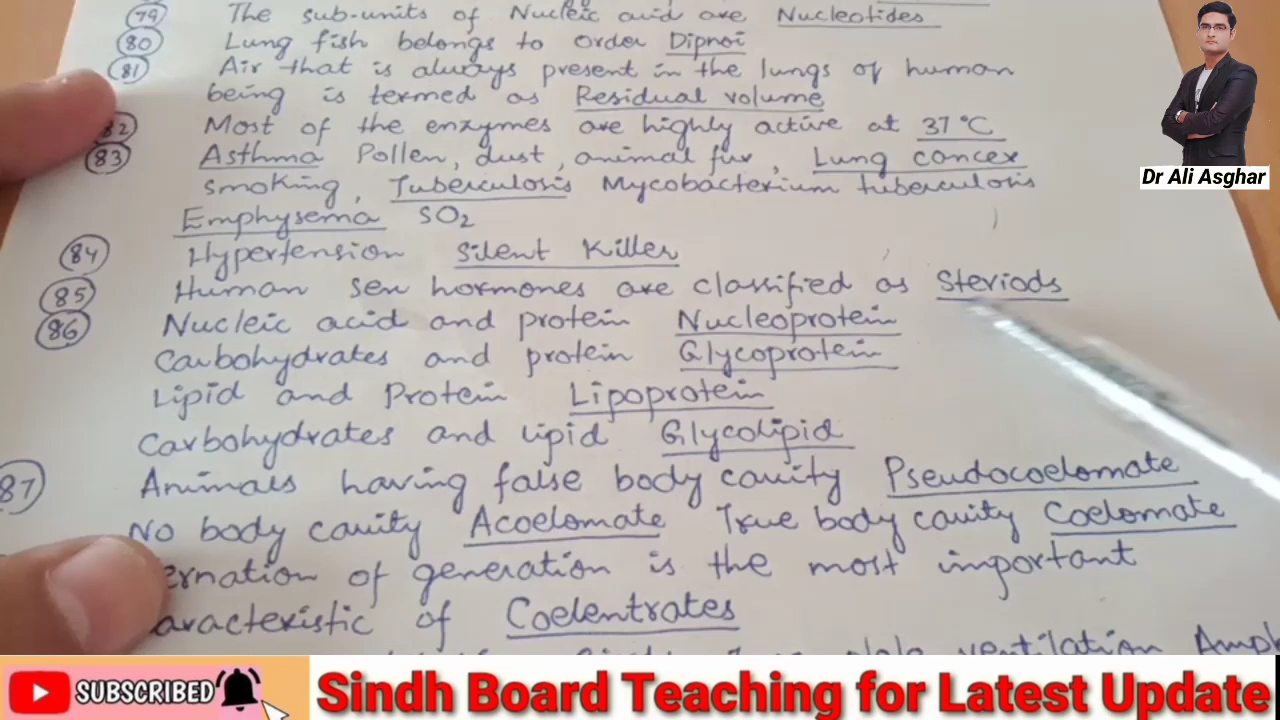 79 The sub-units of Nucleic acid are Nucleotides
80 Lung fish belongs to order Dipnoi
81 Air that is always present in the lungs of human
being is termed as Residual volume
82 Most of the enzymes are highly active at 37°C
83 Asthma Pollen, dust, animal fur, Lung cancer
smoking, Tuberculosis Mycobacterium tuberculosis
Emphysema SO2
84 Hypertension Silent Killer
85 Human sex hormones are classified as Steriods
86 Nucleic acid and protein Nucleoprotein
Carbohydrates and protein Glycoprotein
Lipid and Protein Lipoprotein
Carbohydrates and lipid Glycolipid
87 Animals having false body cavity Pseudocoelomate
No body cavity Acoelomate True body cavity Coelomate
ernation of generation is the most important
aracteristic of Coelentrates
ventilation Amph
Dr Ali Asghar
SUBSCRIBED
Sindh Board Teaching for Latest Update